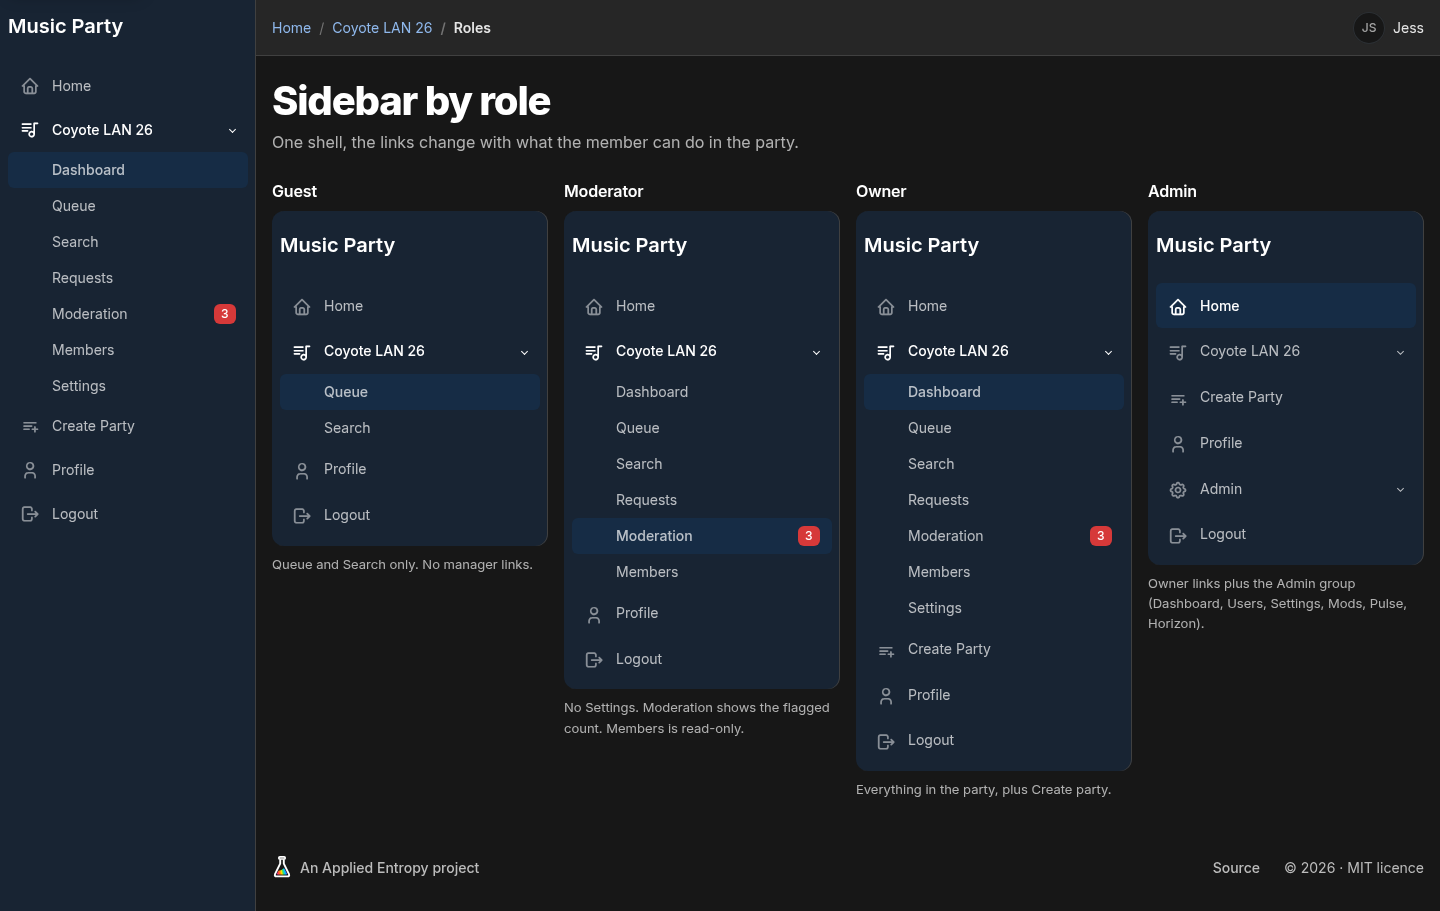 Music Party
Home
Coyote LAN 26
Dashboard
Queue
Search
Requests
Moderation 3
Members
Settings
Create Party
Profile
Logout
Home / Coyote LAN 26 / Roles
JS Jess
Sidebar by role
One shell, the links change with what the member can do in the party.
Guest
Music Party
Home
Coyote LAN 26
Queue
Search
Profile
Logout
Queue and Search only. No manager links.
Moderator
Music Party
Home
Coyote LAN 26
Dashboard
Queue
Search
Requests
Moderation 3
Members
Profile
Logout
No Settings. Moderation shows the flagged
count. Members is read-only.
Owner
Music Party
Home
Coyote LAN 26
Dashboard
Queue
Search
Requests
Moderation 3
Members
Settings
Create Party
Profile
Logout
Everything in the party, plus Create party.
Admin
Music Party
Home
Coyote LAN 26
Create Party
Profile
Admin
Logout
Owner links plus the Admin group
(Dashboard, Users, Settings, Mods, Pulse,
Horizon).
An Applied Entropy project
Source © 2026 · MIT licence